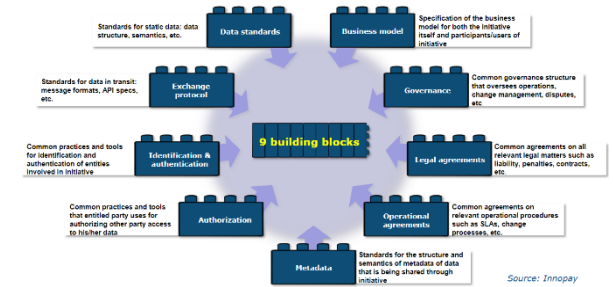 Standards for static data: data
structure, semantics, etc.
Data standards
Business model
Specification of the business
model for both the initiative
itself and participants/users of
initiative
Standards for data in transit:
message formats, API specs,
etc.
Exchange
protocol
Governance
Common governance structure
that oversees operations,
change management, disputes,
etc
9 building blocks
Common practices and tools
for identification and
authentication of entities
involved in initiative
Identification &
authentication
Legal agreements
Common agreements on all
relevant legal matters such as
liability, penalties, contracts,
etc.
Common practices and tools
that entitled party uses for
authorizing other party access
to his/her data
Authorization
Operational
agreements
Common agreements on
relevant operational procedures
such as SLAs, change
processes, etc.
Metadata
Standards for the structure and
semantics of metadata of data
that is being shared through
initiative
Source: Innopay